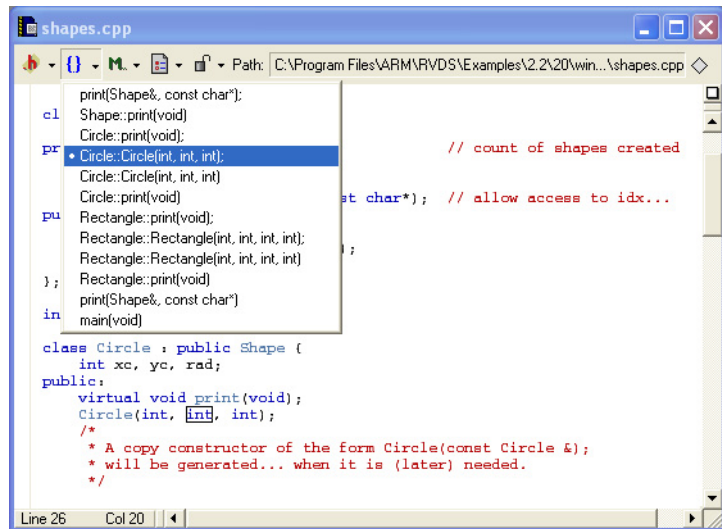 shapes.cpp
h {} M. Path: C:\Program Files\ARM\RVDS\Examples\2.2\20\win...\shapes.cpp
print(Shape&, const char*);
cl Shape::print(void)
Circle::print(void);
pr • Circle::Circle(int, int, int); // count of shapes created
Circle::Circle(int, int, int)
Circle::print(void) st char*); // allow access to idx...
pu Rectangle::print(void);
Rectangle::Rectangle(int, int, int, int);
Rectangle::Rectangle(int, int, int, int) );
}; Rectangle::print(void)
print(Shape&, const char*)
in main(void)
class Circle : public Shape {
int xc, yc, rad;
public:
virtual void print(void);
Circle(int, int, int);
/*
* A copy constructor of the form Circle(const Circle &);
* will be generated... when it is (later) needed.
*/
Line 26 Col 20